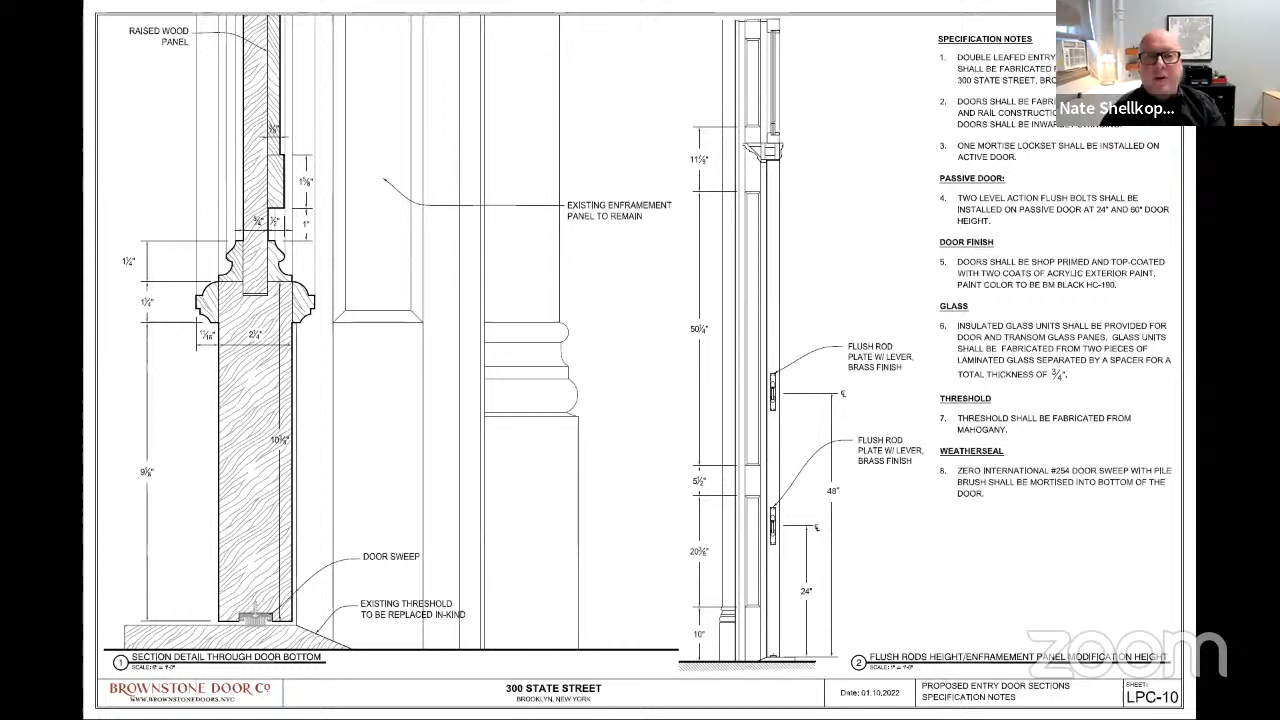 RAISED WOOD
PANEL
1⅜"
¾"
½"
1"
1¼"
1¼"
11/16"
2¼"
EXISTING ENFRAMEMENT
PANEL TO REMAIN
DOOR SWEEP
EXISTING THRESHOLD
TO BE REPLACED IN-KIND
1
SECTION DETAIL THROUGH DOOR BOTTOM
50¼"
5½"
20⅜"
10"
FLUSH ROD
PLATE W/ LEVER,
BRASS FINISH
FLUSH ROD
PLATE W/ LEVER,
BRASS FINISH
48"
24"
2
FLUSH RODS HEIGHT/ENFRAMEMENT PANEL MODIFICATION HEIGHT
SPECIFICATION NOTES
1. DOUBLE LEAFED ENTRY
SHALL BE FABRICATED
300 STATE STREET,
2. DOORS SHALL BE
AND RAIL
DOORS SHALL BE
3. ONE MORTISE LOCKSET SHALL BE INSTALLED ON
ACTIVE DOOR.
PASSIVE DOOR:
4. TWO LEVEL ACTION FLUSH BOLTS SHALL BE
INSTALLED ON PASSIVE DOOR AT 24" AND 60" DOOR
HEIGHT.
DOOR FINISH
5. DOORS SHALL BE SHOP PRIMED AND TOP-COATED
WITH TWO COATS OF ACRYLIC EXTERIOR PAINT.
PAINT COLOR TO BE BM BLACK HC-190.
GLASS
6. INSULATED GLASS UNITS SHALL BE PROVIDED FOR
DOOR AND TRANSOM GLASS PANES, GLASS UNITS
SHALL BE FABRICATED FROM TWO PIECES OF
LAMINATED GLASS SEPARATED BY A SPACER FOR A
TOTAL THICKNESS OF ¾".
THRESHOLD
7. THRESHOLD SHALL BE FABRICATED FROM
MAHOGANY.
WEATHERSEAL
8. ZERO INTERNATIONAL #254 DOOR SWEEP WITH PILE
BRUSH SHALL BE MORTISED INTO BOTTOM OF THE
DOOR.
Nate Shellkop...
zoom
BROWNSTONE DOOR CO
WWW.BROWNSTONEDOORS.NYC
300 STATE STREET
BROOKLYN, NEW YORK
Date: 01.10.2022
PROPOSED ENTRY DOOR SECTIONS
SPECIFICATION NOTES
SHEET:
LPC-10